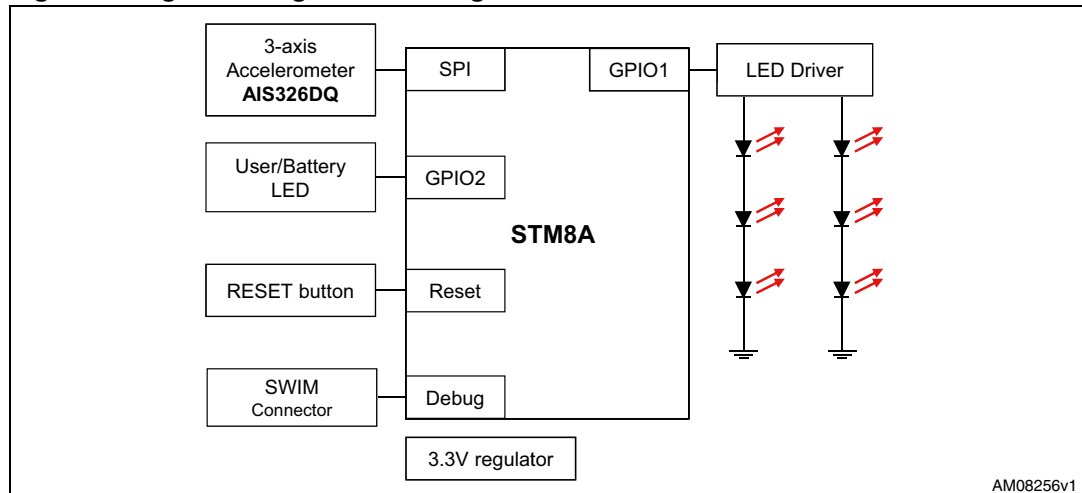 3-axis
Accelerometer
AIS326DQ
SPI
GPIO1
LED Driver
User/Battery
LED
GPIO2
STM8A
RESET button
Reset
SWIM
Connector
Debug
3.3V regulator
AM08256v1